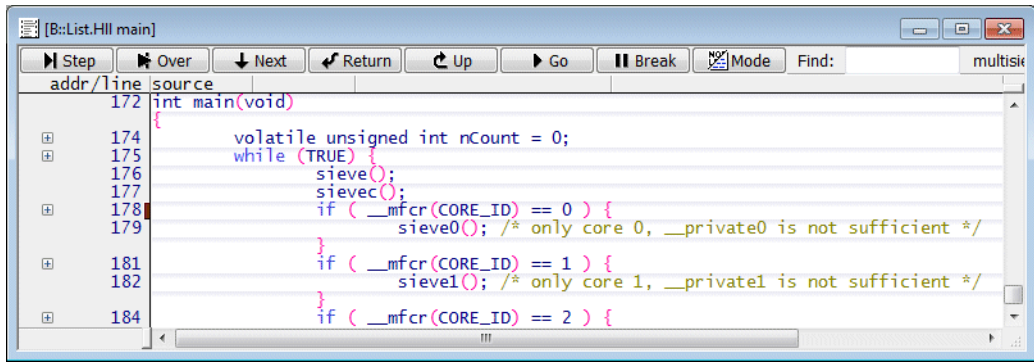 [B::List.HII main]
Step Over Next Return Up Go Break Mode Find: multisie
addr/line source
172 int main(void)
{
174 volatile unsigned int nCount = 0;
175 while (TRUE) {
176 sieve();
177 sievec();
178 if ( __mfcr(CORE_ID) == 0 ) {
179 sieve0(); /* only core 0, __private0 is not sufficient */
}
181 if ( __mfcr(CORE_ID) == 1 ) {
182 sieve1(); /* only core 1, __private1 is not sufficient */
}
184 if ( __mfcr(CORE_ID) == 2 ) {